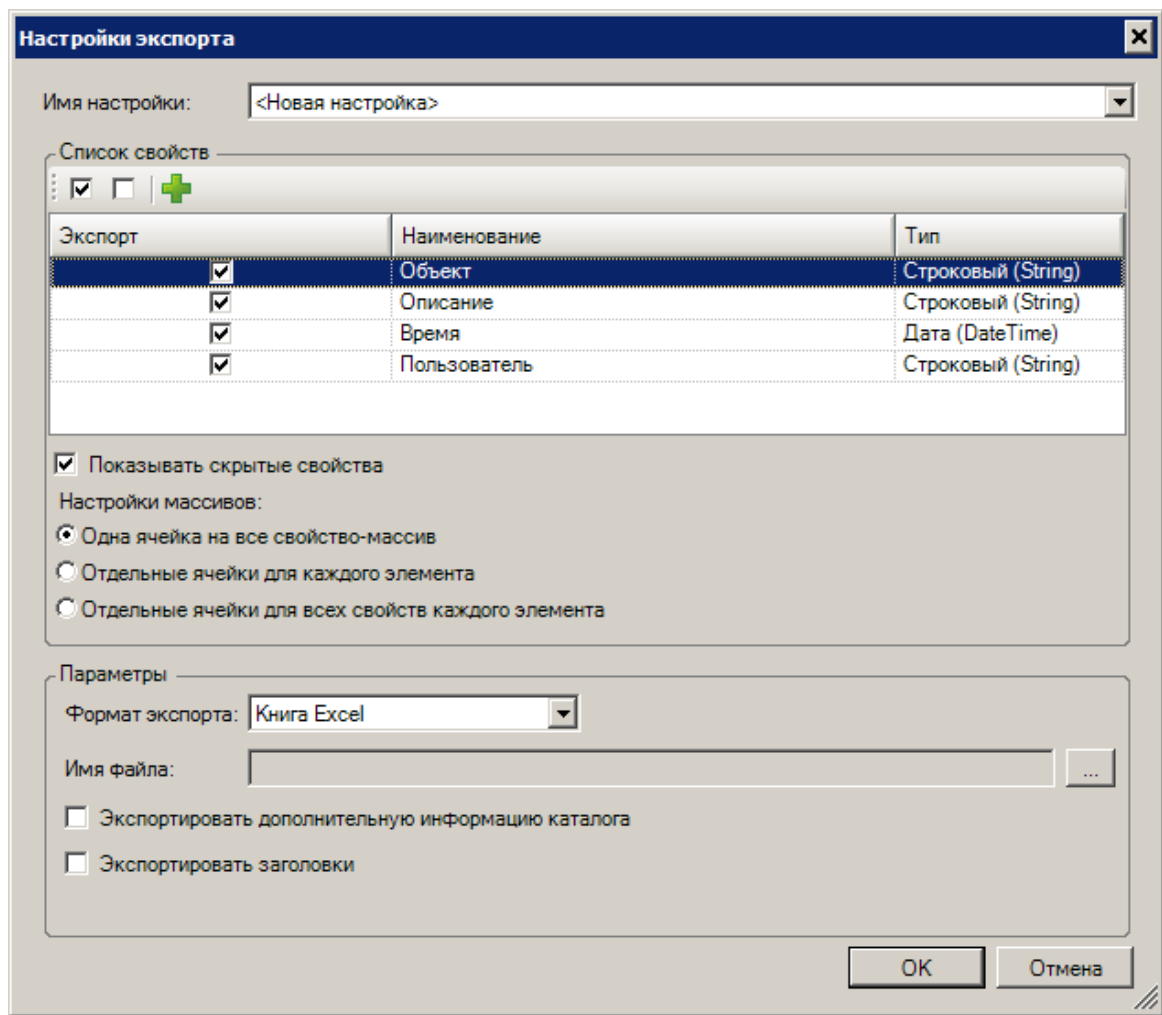 Настройки экспорта
Имя настройки: <Новая настройка>
Список свойств
Экспорт Наименование Тип
Объект Строковый (String)
Описание Строковый (String)
Время Дата (DateTime)
Пользователь Строковый (String)
Показывать скрытые свойства
Настройки массивов:
Одна ячейка на все свойство-массив
Отдельные ячейки для каждого элемента
Отдельные ячейки для всех свойств каждого элемента
Параметры
Формат экспорта: Книга Excel
Имя файла: ...
Экспортировать дополнительную информацию каталога
Экспортировать заголовки
OK Отмена